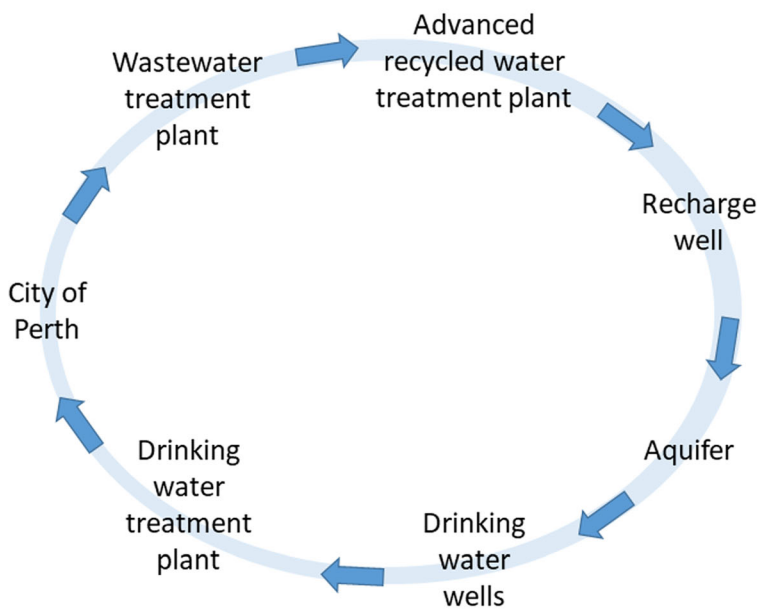 Advanced
recycled water
treatment plant
Wastewater
treatment
plant
Recharge
well
City of
Perth
Aquifer
Drinking
water
treatment
plant
Drinking
water
wells